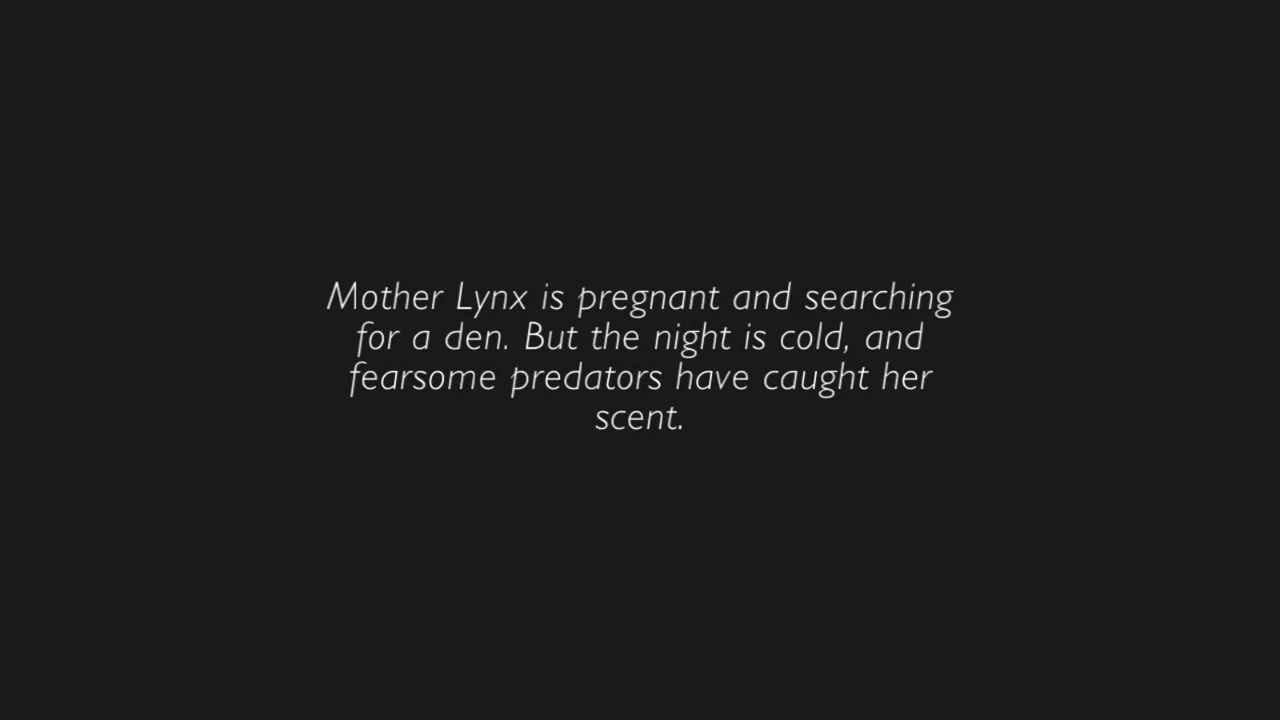 Mother Lynx is pregnant and searching
for a den. But the night is cold, and
fearsome predators have caught her
scent.